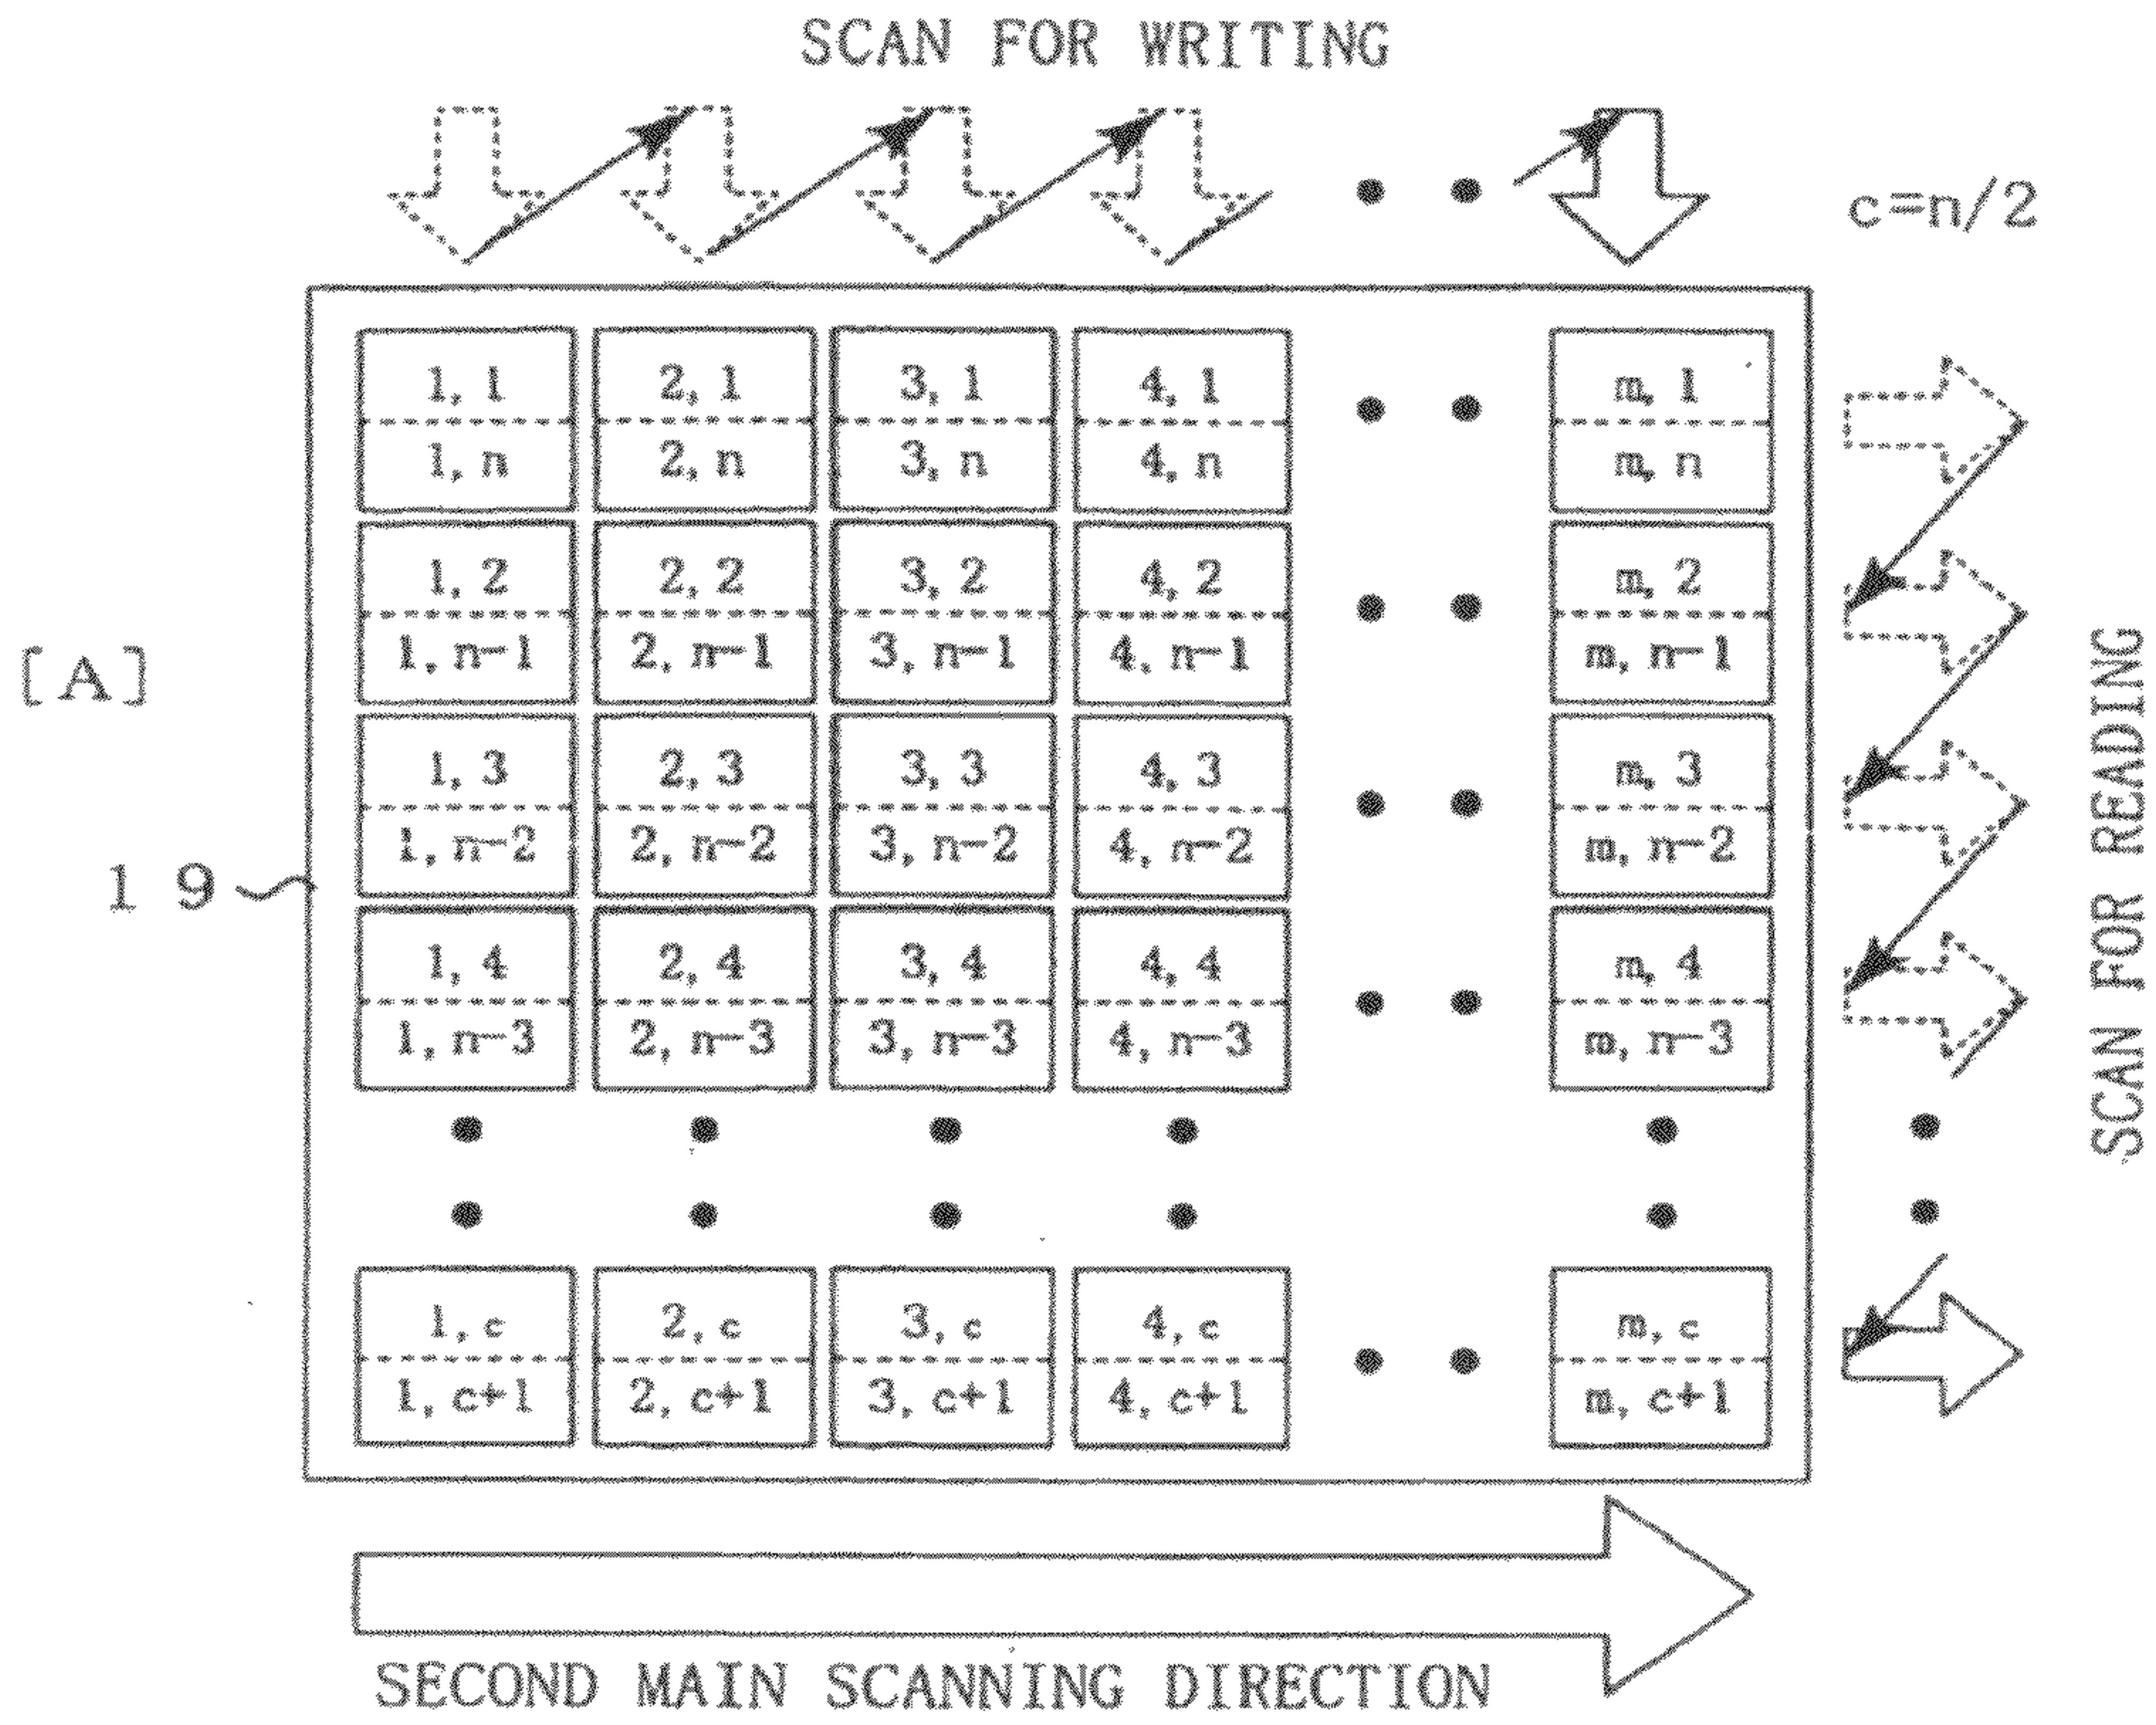 SCAN FOR WRITING
c=n/2
1, 1 2, 1 3, 1 4, 1 m, 1
1, n 2, n 3, n 4, n m, n
1, 2 2, 2 3, 2 4, 2 m, 2
1, n-1 2, n-1 3, n-1 4, n-1 m, n-1
[A]
1, 3 2, 3 3, 3 4, 3 m, 3
1, n-2 2, n-2 3, n-2 4, n-2 m, n-2
19
1, 4 2, 4 3, 4 4, 4 m, 4
1, n-3 2, n-3 3, n-3 4, n-3 m, n-3
SCAN FOR READING
1, c 2, c 3, c 4, c m, c
1, c+1 2, c+1 3, c+1 4, c+1 m, c+1
SECOND MAIN SCANNING DIRECTION